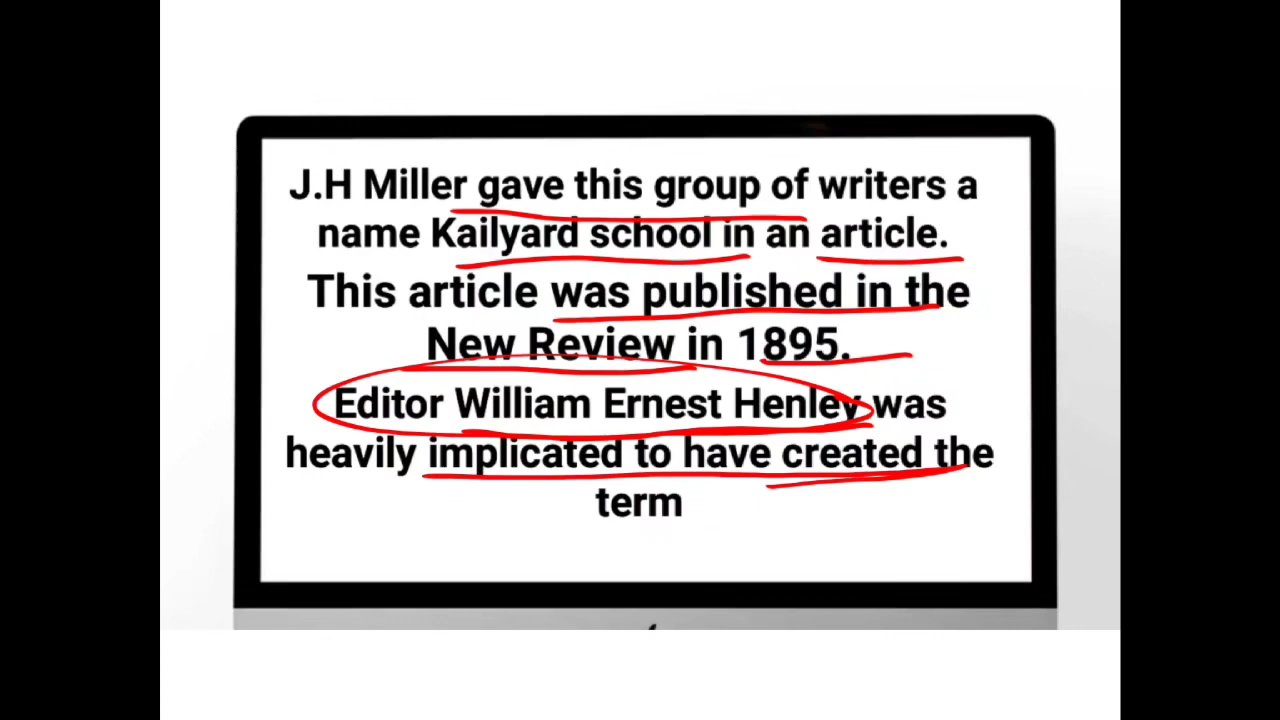 J.H Miller gave this group of writers a
name Kailyard school in an article.
This article was published in the
New Review in 1895.
Editor William Ernest Henley was
heavily implicated to have created the
term